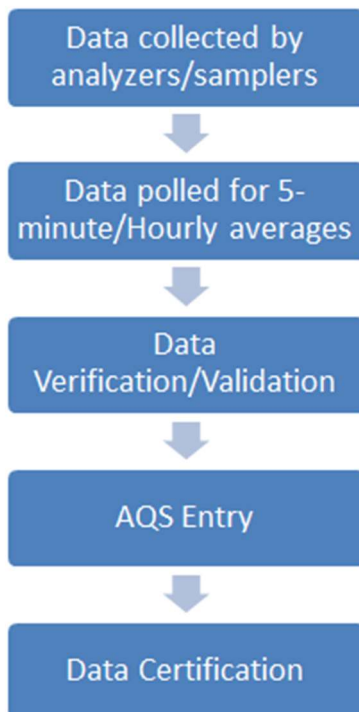 Data collected by
analyzers/samplers
Data polled for 5-
minute/Hourly averages
Data
Verification/Validation
AQS Entry
Data Certification